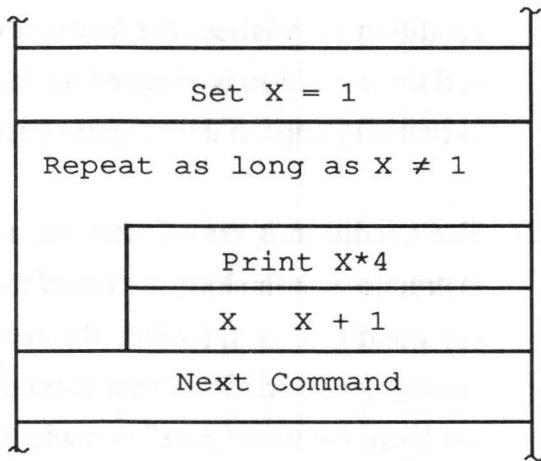 Set X = 1
Repeat as long as X ≠ 1
Print X*4
X X + 1
Next Command